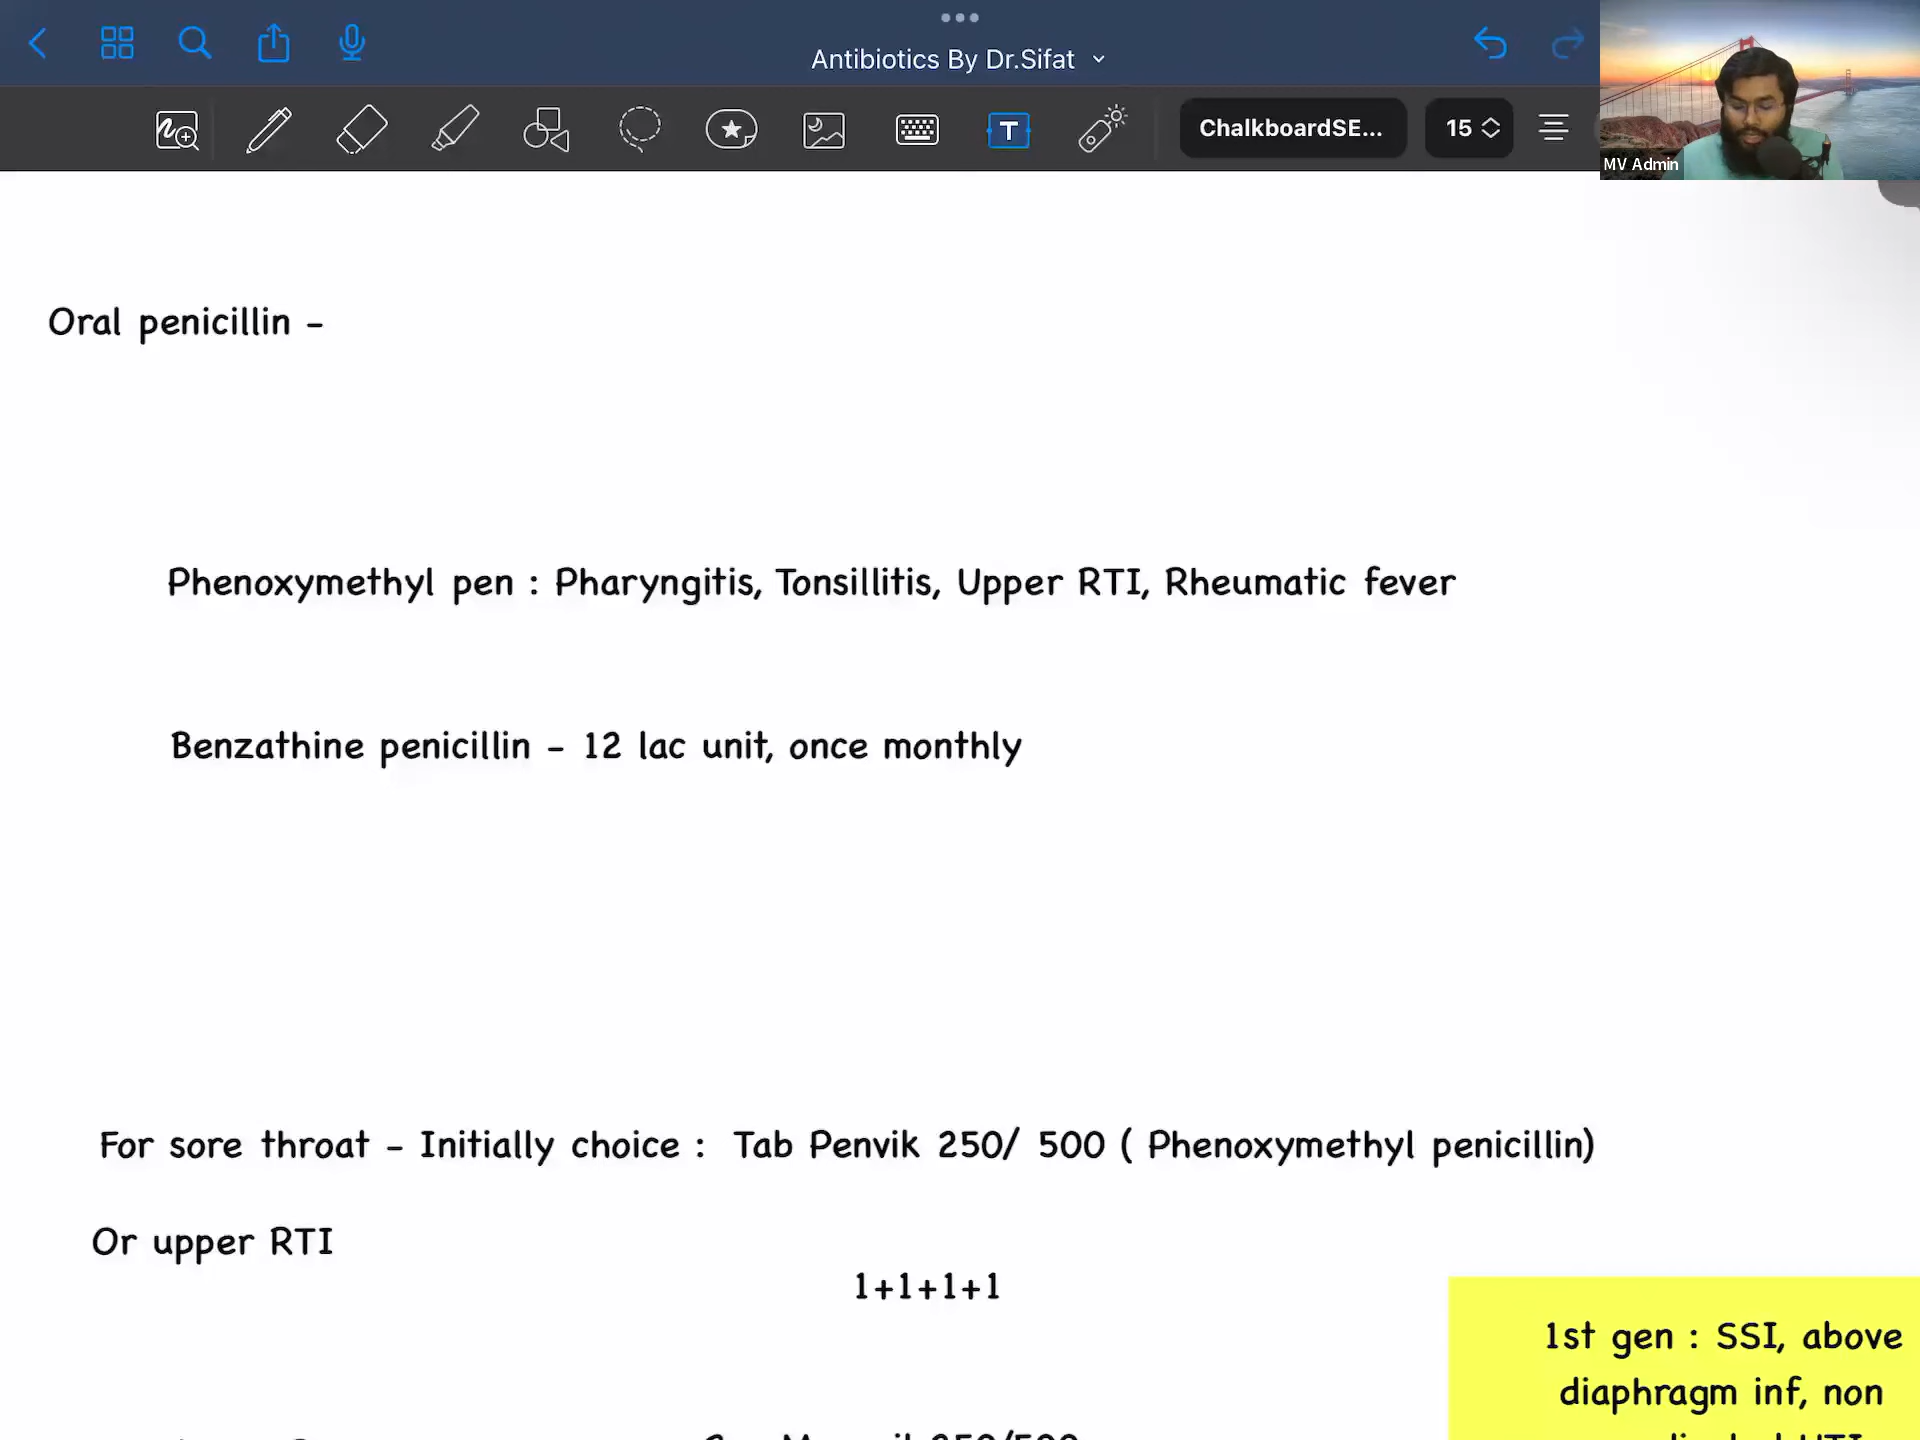 Antibiotics By Dr.Sifat
ChalkboardSE...
15
MV Admin
Oral penicillin -
Phenoxymethyl pen : Pharyngitis, Tonsillitis, Upper RTI, Rheumatic fever
Benzathine penicillin - 12 lac unit, once monthly
For sore throat - Initially choice : Tab Penvik 250/ 500 ( Phenoxymethyl penicillin)
Or upper RTI
1+1+1+1
1st gen : SSI, above
diaphragm inf, non